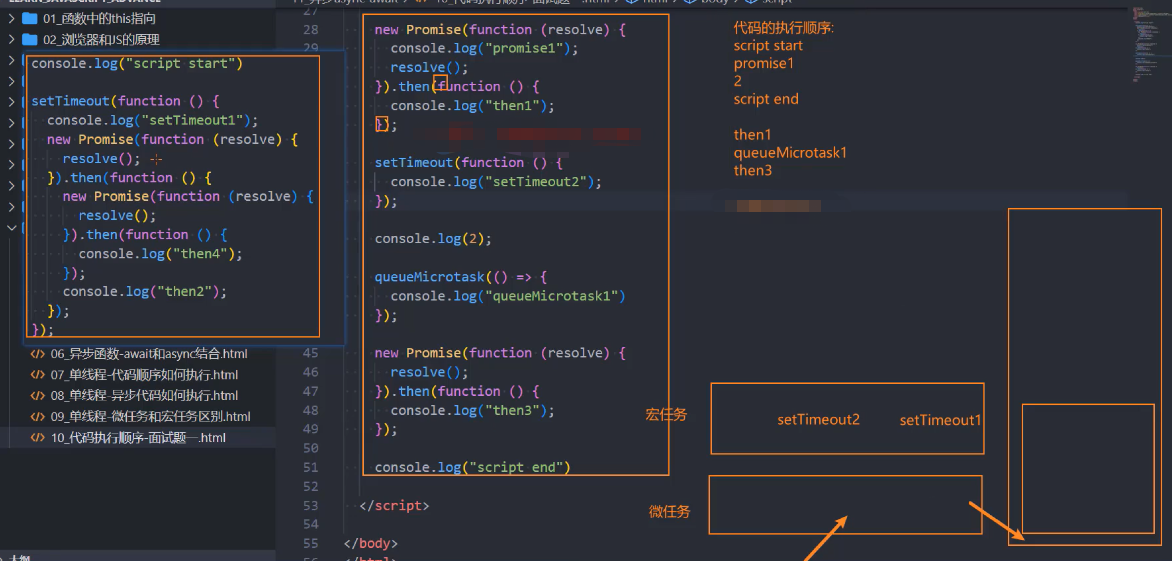 01_函数中的this指向
02_浏览器和JS的原理
console.log("script start")
setTimeout(function () {
console.log("setTimeout1");
new Promise(function (resolve) {
resolve();
}).then(function () {
new Promise(function (resolve) {
resolve();
}).then(function () {
console.log("then4");
});
console.log("then2");
});
});
06_异步函数-await和async结合.html
07_单线程-代码顺序如何执行.html
08_单线程-异步代码如何执行.html
09_单线程-微任务和宏任务区别.html
10_代码执行顺序-面试题一.html
27
28 new Promise(function (resolve) {
29 console.log("promise1");
resolve();
}).then(function () {
console.log("then1");
});
setTimeout(function () {
console.log("setTimeout2");
});
console.log(2);
queueMicrotask(() => {
console.log("queueMicrotask1")
});
45 new Promise(function (resolve) {
46 resolve();
47 }).then(function () {
48 console.log("then3");
49 });
50
51 console.log("script end")
52
53 </script>
54
55 </body>
代码的执行顺序:
script start
promise1
2
script end
then1
queueMicrotask1
then3
宏任务
setTimeout2 setTimeout1
微任务